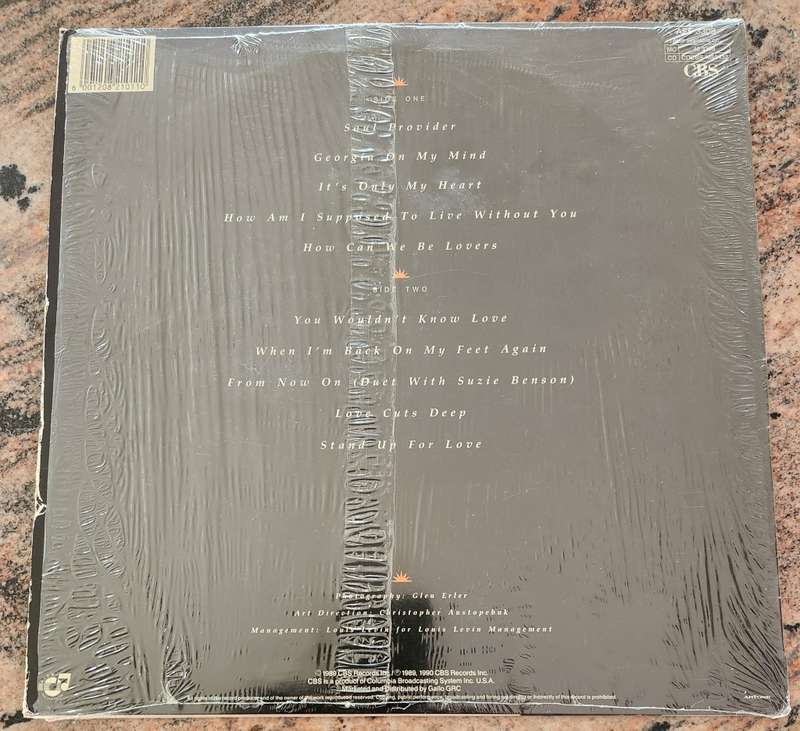 6 001208 210110
CBS
SIDE ONE
Soul Provider
Georgia On My Mind
It's Only My Heart
How Am I Supposed To Live Without You
How Can We Be Lovers
SIDE TWO
You Wouldn't Know Love
When I'm Back On My Feet Again
From Now On (Duet With Suzie Benson)
Love Cuts Deep
Stand Up For Love
Photography: Glen Erler
Art Direction: Christopher Austopchuk
Management: Louis Levin for Louis Levin Management
© 1989 CBS Records Inc./ ℗ 1989, 1990 CBS Records Inc.
CBS is a product of Columbia Broadcasting System Inc. U.S.A.
Marketed and Distributed by Gallo GRC